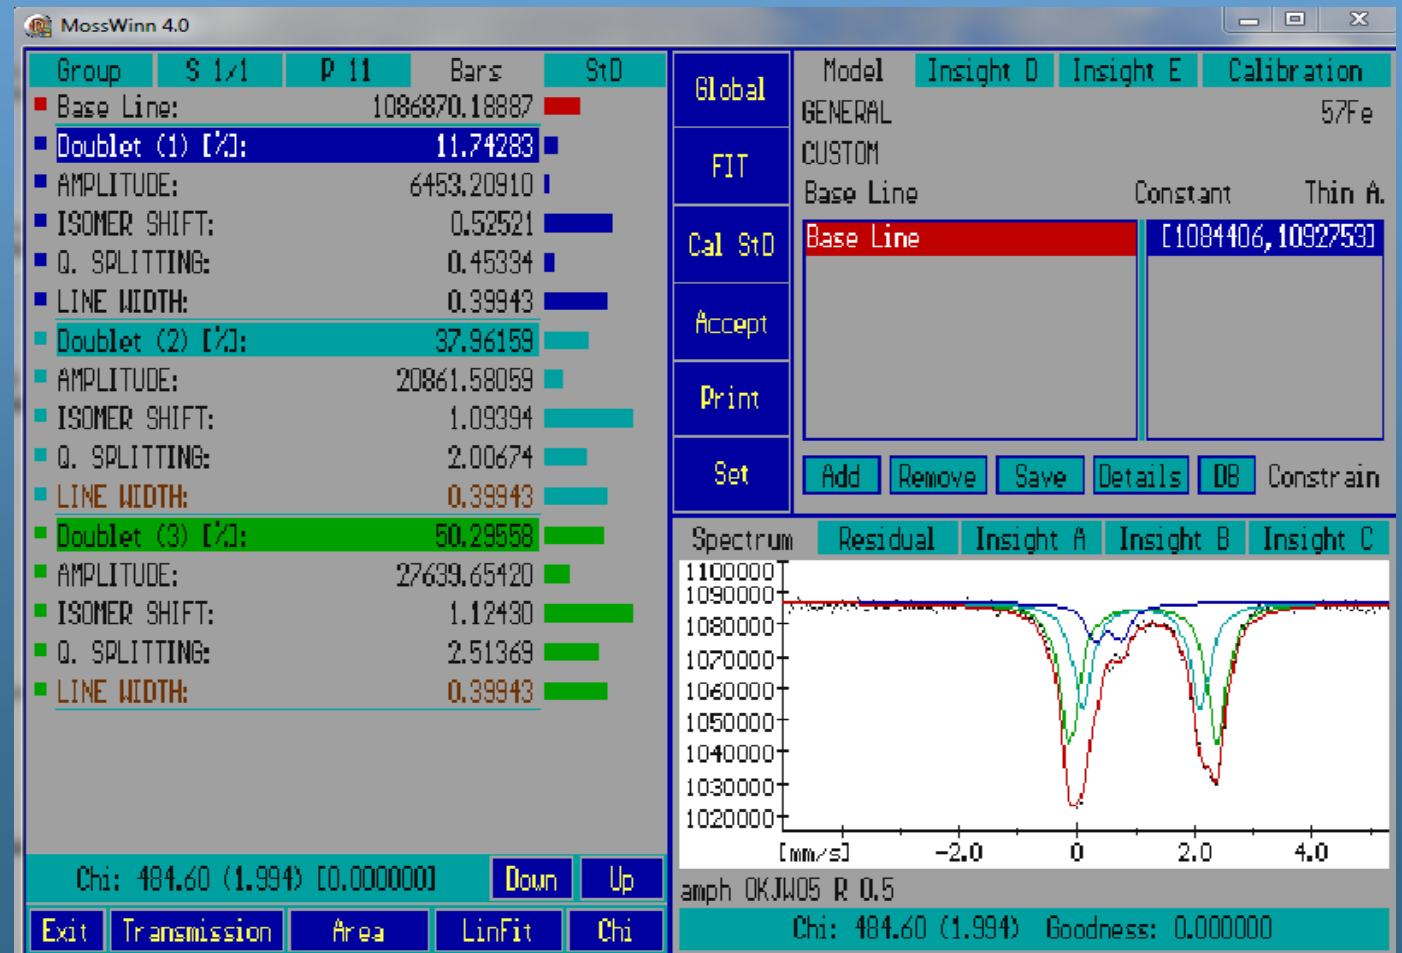 MossWinn 4.0
Group S 1/1 P 11 Bars StD
Base Line: 1086870.18887
Doublet (1) [%]: 11.74283
AMPLITUDE: 6453.20910
ISOMER SHIFT: 0.52521
Q. SPLITTING: 0.45334
LINE WIDTH: 0.39943
Doublet (2) [%]: 37.96159
AMPLITUDE: 20861.58059
ISOMER SHIFT: 1.09394
Q. SPLITTING: 2.00674
LINE WIDTH: 0.39943
Doublet (3) [%]: 50.29558
AMPLITUDE: 27639.65420
ISOMER SHIFT: 1.12430
Q. SPLITTING: 2.51369
LINE WIDTH: 0.39943
Chi: 484.60 (1.994) [0.000000] Down Up
Exit Transmission Area LinFit Chi
Global
FIT
Cal StD
Accept
Print
Set
Model Insight D Insight E Calibration
GENERAL 57Fe
CUSTOM
Base Line Constant Thin A.
Base Line [1084406,1092753]
Add Remove Save Details DB Constrain
Spectrum Residual Insight A Insight B Insight C
1100000
1090000
1080000
1070000
1060000
1050000
1040000
1030000
1020000
[mm/s] -2.0 0 2.0 4.0
amph OKJW05 R 0.5
Chi: 484.60 (1.994) Goodness: 0.000000